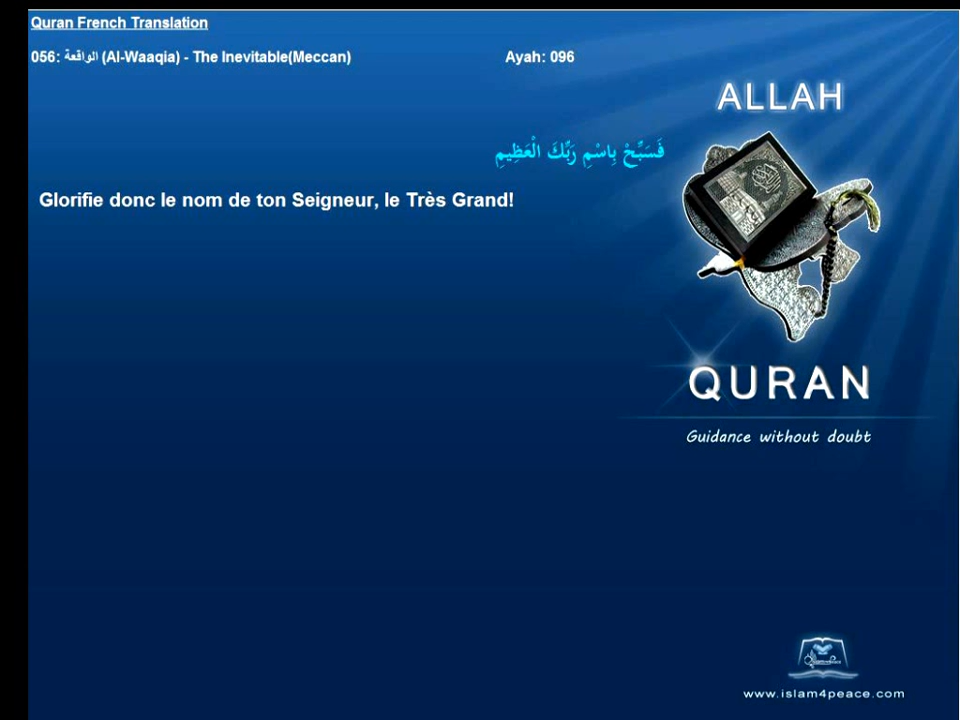 Quran French Translation
056: الواقعة (Al-Waaqia) - The Inevitable(Meccan) Ayah: 096
ALLAH
فَسَبِّحْ بِاسْمِ رَبِّكَ الْعَظِيمِ
Glorifie donc le nom de ton Seigneur, le Très Grand!
QURAN
Guidance without doubt
www.islam4peace.com